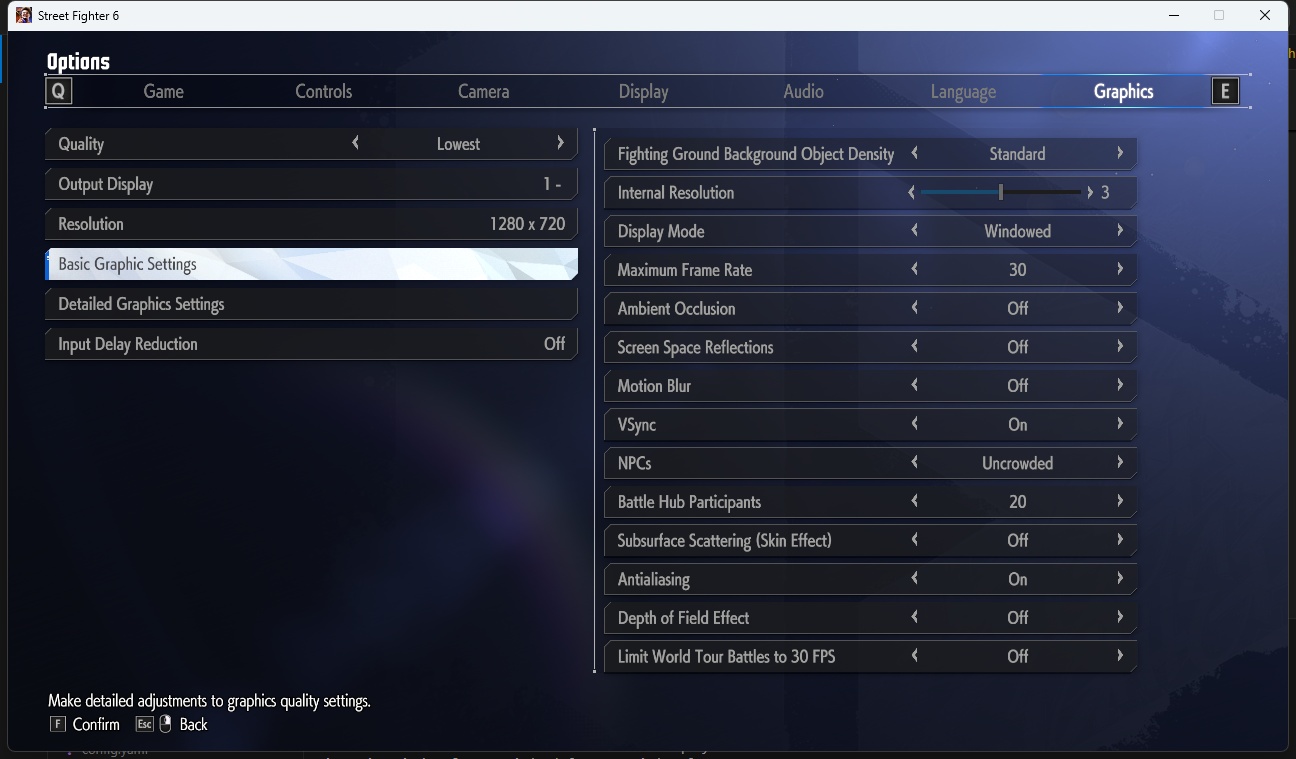 Street Fighter 6
Options
Q Game Controls Camera Display Audio Language Graphics E
Quality Lowest
Output Display 1 -
Resolution 1280 x 720
Basic Graphic Settings
Detailed Graphics Settings
Input Delay Reduction Off
Fighting Ground Background Object Density Standard
Internal Resolution 3
Display Mode Windowed
Maximum Frame Rate 30
Ambient Occlusion Off
Screen Space Reflections Off
Motion Blur Off
VSync On
NPCs Uncrowded
Battle Hub Participants 20
Subsurface Scattering (Skin Effect) Off
Antialiasing On
Depth of Field Effect Off
Limit World Tour Battles to 30 FPS Off
Make detailed adjustments to graphics quality settings.
F Confirm Esc Back